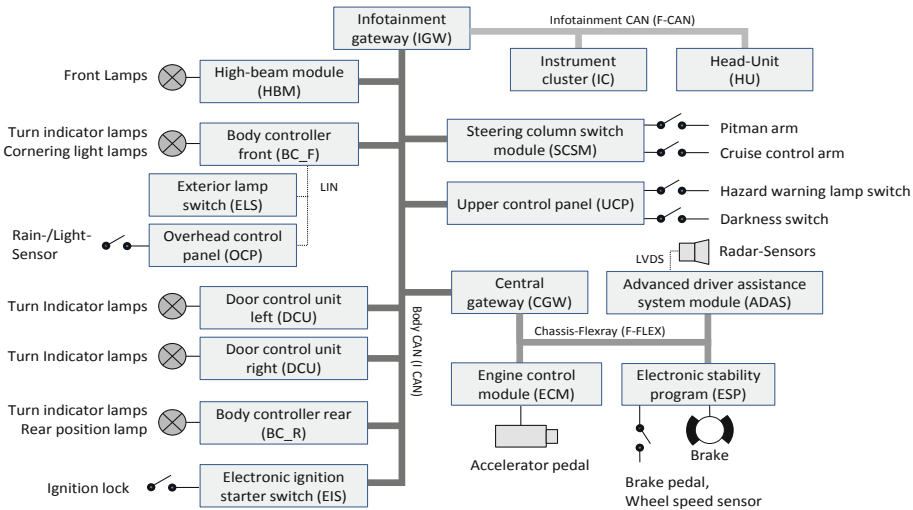 Infotainment
gateway (IGW)
Infotainment CAN (F-CAN)
Instrument
cluster (IC)
Head-Unit
(HU)
Front Lamps
High-beam module
(HBM)
Turn indicator lamps
Cornering light lamps
Body controller
front (BC_F)
LIN
Exterior lamp
switch (ELS)
Rain-/Light-
Sensor
Overhead control
panel (OCP)
Steering column switch
module (SCSM)
Pitman arm
Cruise control arm
Upper control panel (UCP)
Hazard warning lamp switch
Darkness switch
LVDS
Radar-Sensors
Turn Indicator lamps
Door control unit
left (DCU)
Central
gateway (CGW)
Advanced driver assistance
system module (ADAS)
Body CAN (I CAN)
Chassis-Flexray (F-FLEX)
Turn Indicator lamps
Door control unit
right (DCU)
Engine control
module (ECM)
Electronic stability
program (ESP)
Turn indicator lamps
Rear position lamp
Body controller rear
(BC_R)
Accelerator pedal
Brake
Brake pedal,
Wheel speed sensor
Ignition lock
Electronic ignition
starter switch (EIS)